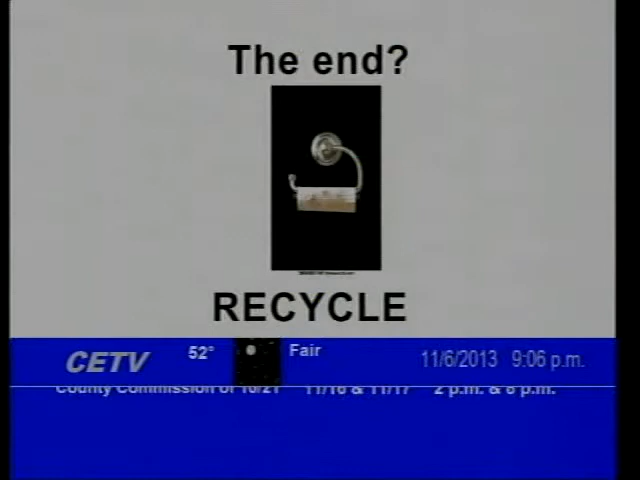 The end?
RECYCLE
CETV 52° Fair 11/6/2013 9:06 p.m.
County Commission of 10/21 11/16 & 11/17 2 p.m. & 8 p.m.